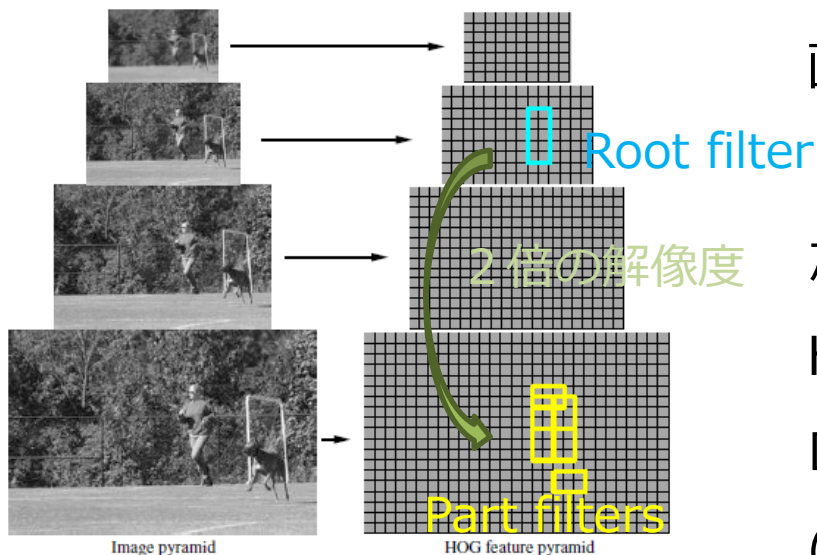 Root filter
２倍の解像度
Part filters
Image pyramid
HOG feature pyramid